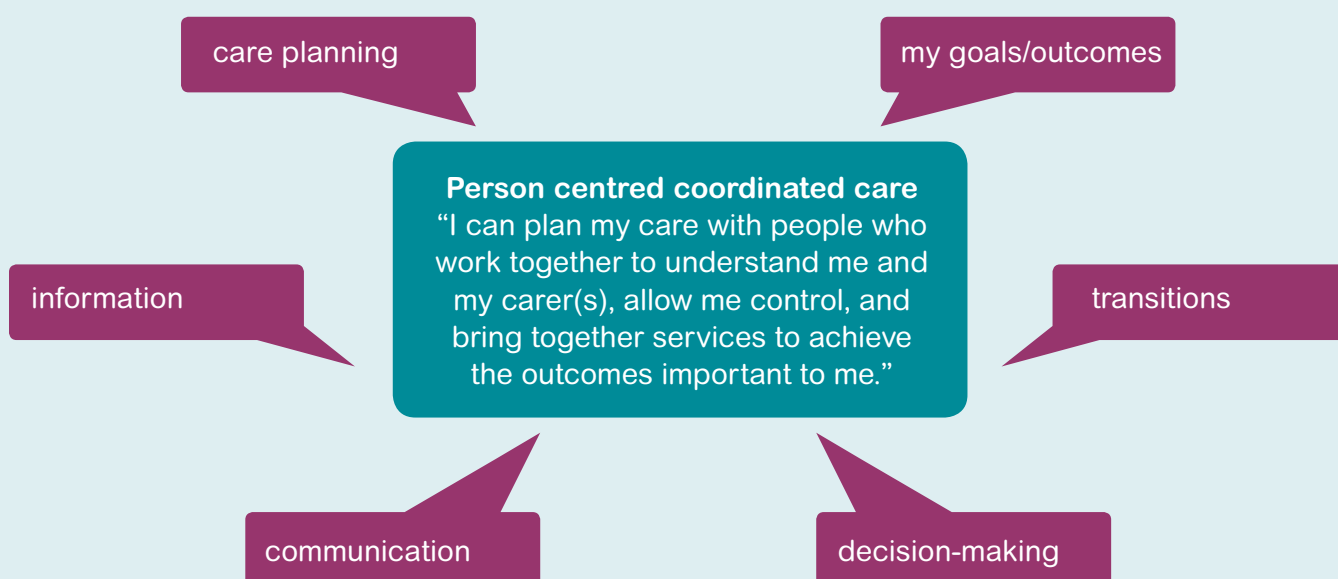 care planning
my goals/outcomes
Person centred coordinated care
“I can plan my care with people who
work together to understand me and
my carer(s), allow me control, and
bring together services to achieve
the outcomes important to me.”
information
transitions
communication
decision-making